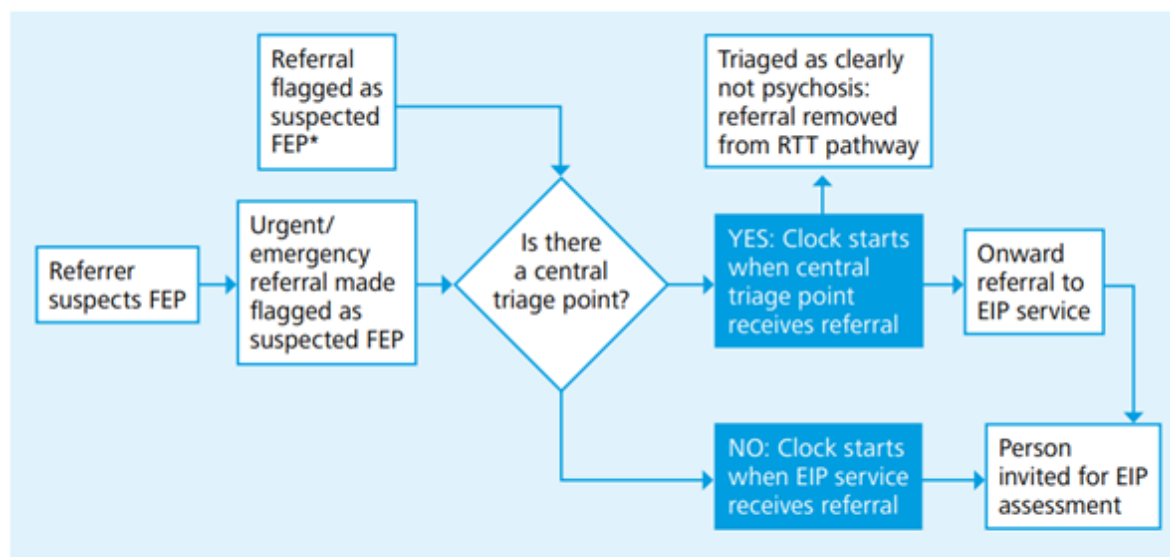 Referral
flagged as
suspected
FEP*
Triaged as clearly
not psychosis:
referral removed
from RTT pathway
Referrer
suspects FEP
Urgent/
emergency
referral made
flagged as
suspected FEP
Is there
a central
triage point?
YES: Clock starts
when central
triage point
receives referral
Onward
referral to
EIP service
NO: Clock starts
when EIP service
receives referral
Person
invited for EIP
assessment